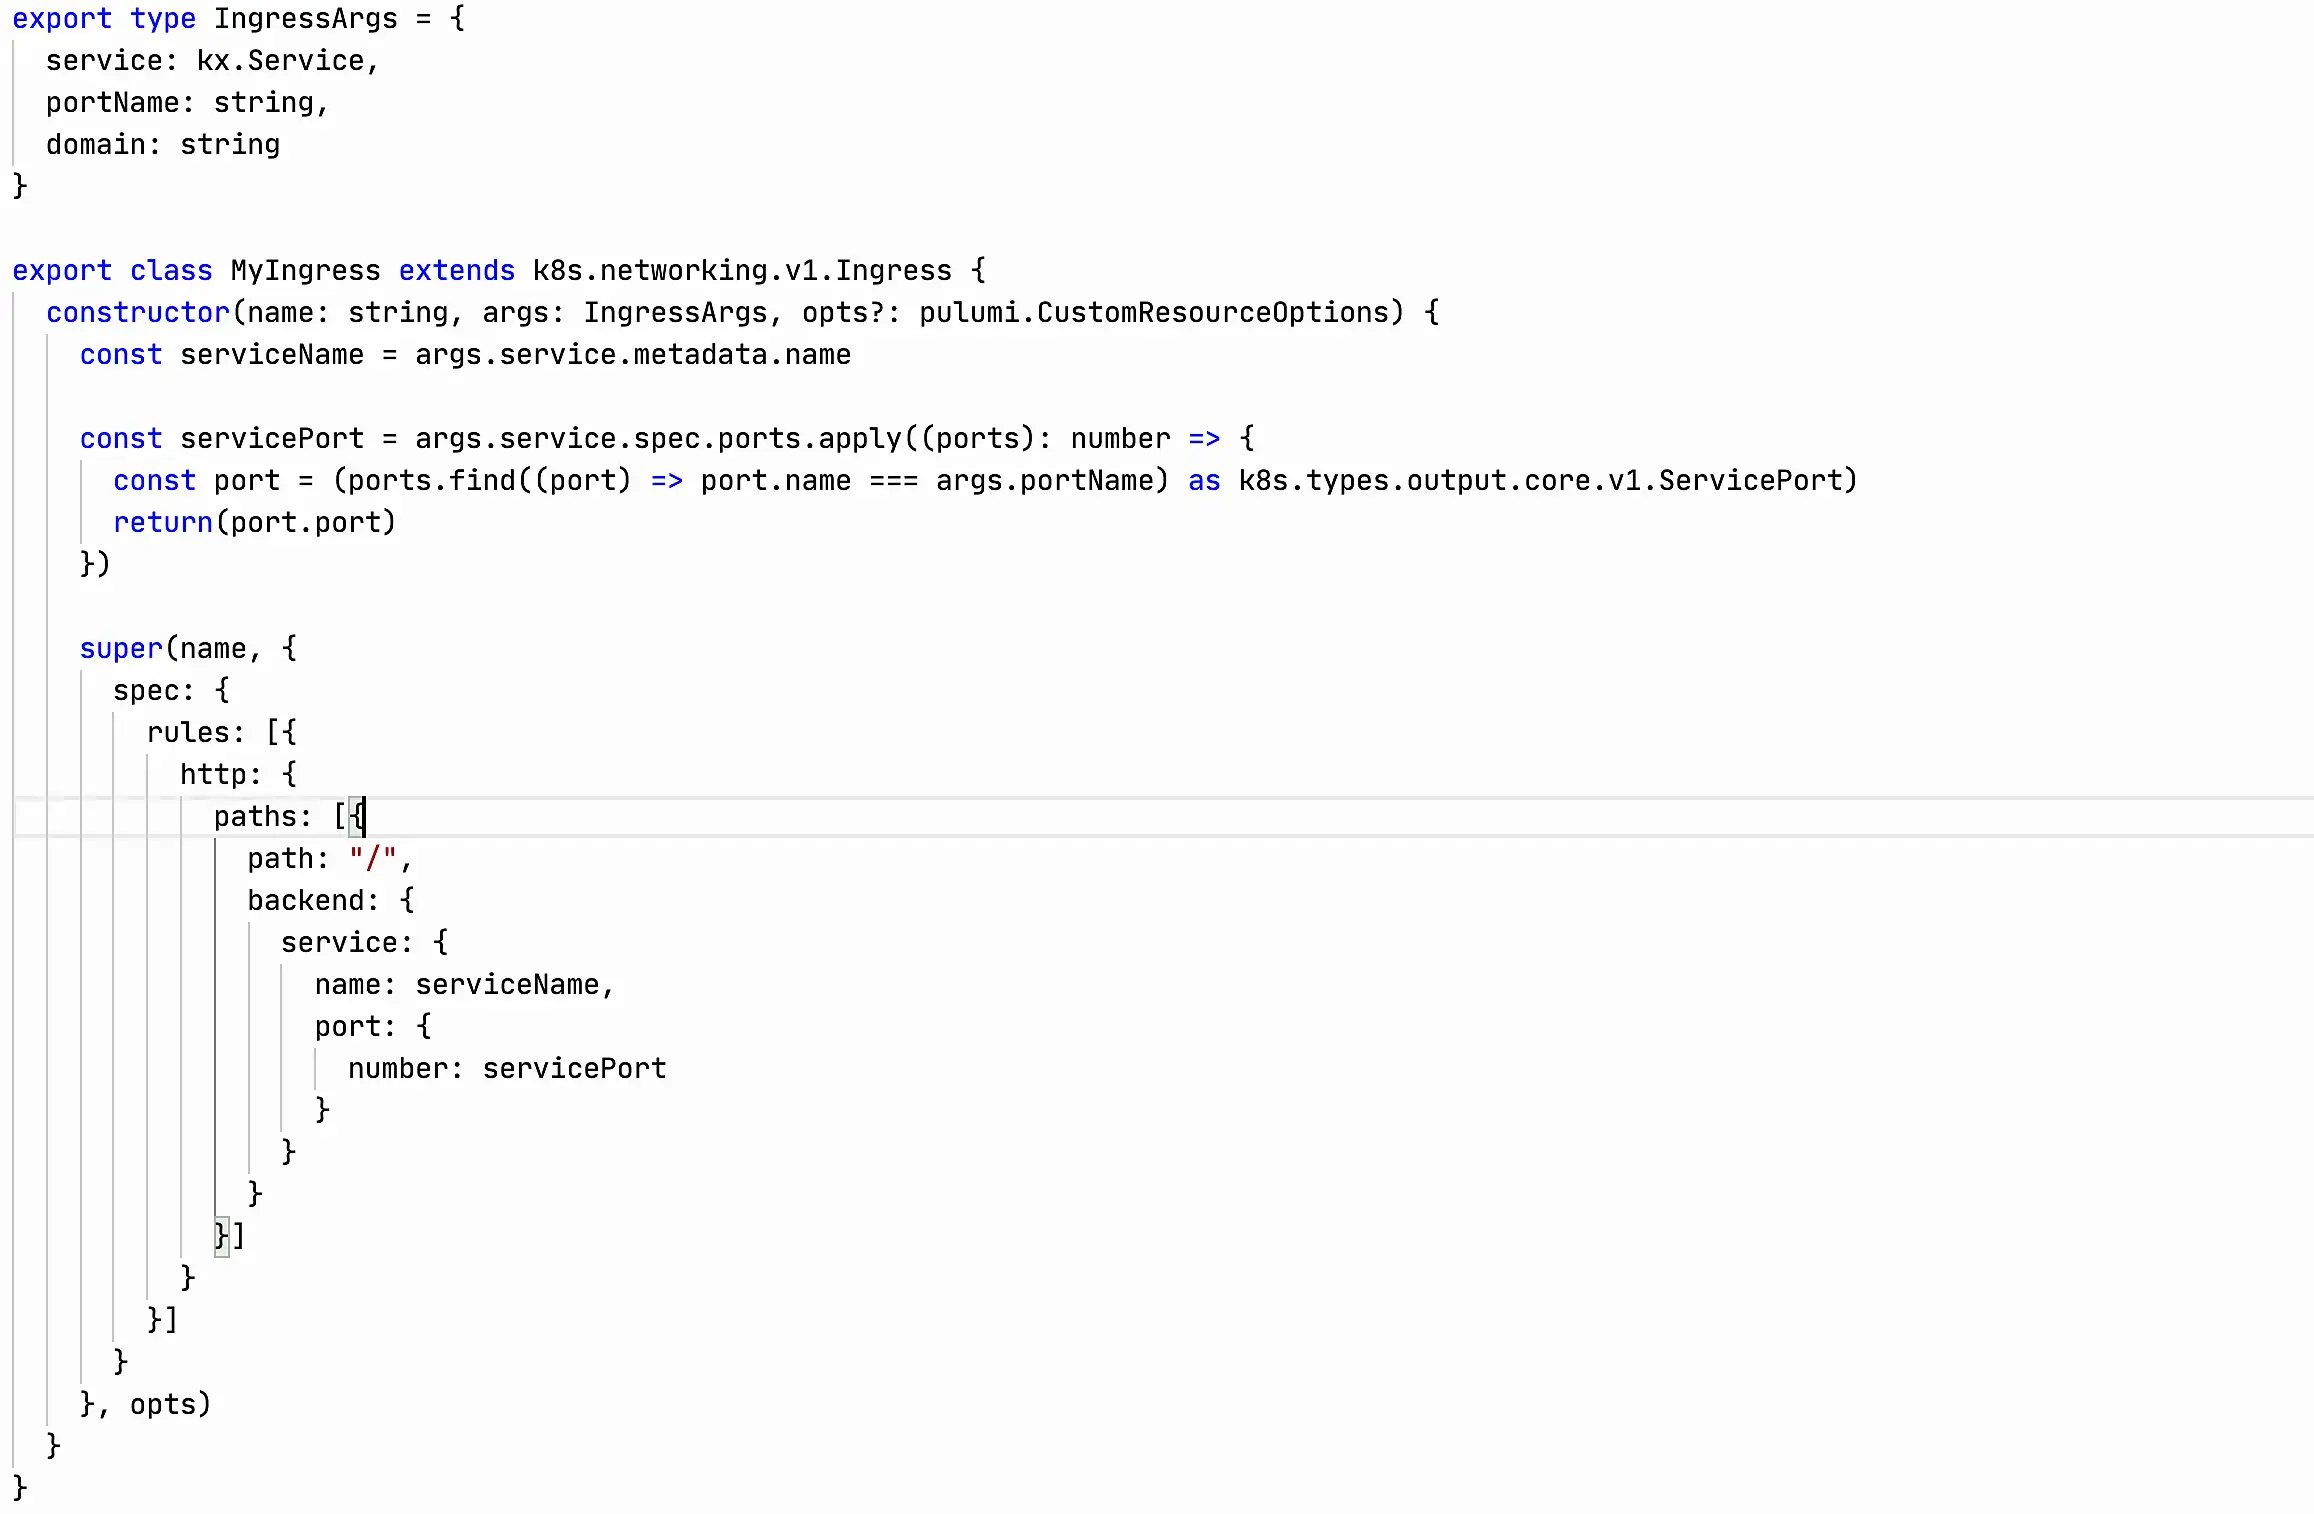 export type IngressArgs = {
  service: kx.Service,
  portName: string,
  domain: string
}

export class MyIngress extends k8s.networking.v1.Ingress {
  constructor(name: string, args: IngressArgs, opts?: pulumi.CustomResourceOptions) {
    const serviceName = args.service.metadata.name

    const servicePort = args.service.spec.ports.apply((ports): number => {
      const port = (ports.find((port) => port.name === args.portName) as k8s.types.output.core.v1.ServicePort)
      return(port.port)
    })

    super(name, {
      spec: {
        rules: [{
          http: {
            paths: [{
              path: "/",
              backend: {
                service: {
                  name: serviceName,
                  port: {
                    number: servicePort
                  }
                }
              }
            }]
          }
        }]
      }
    }, opts)
  }
}